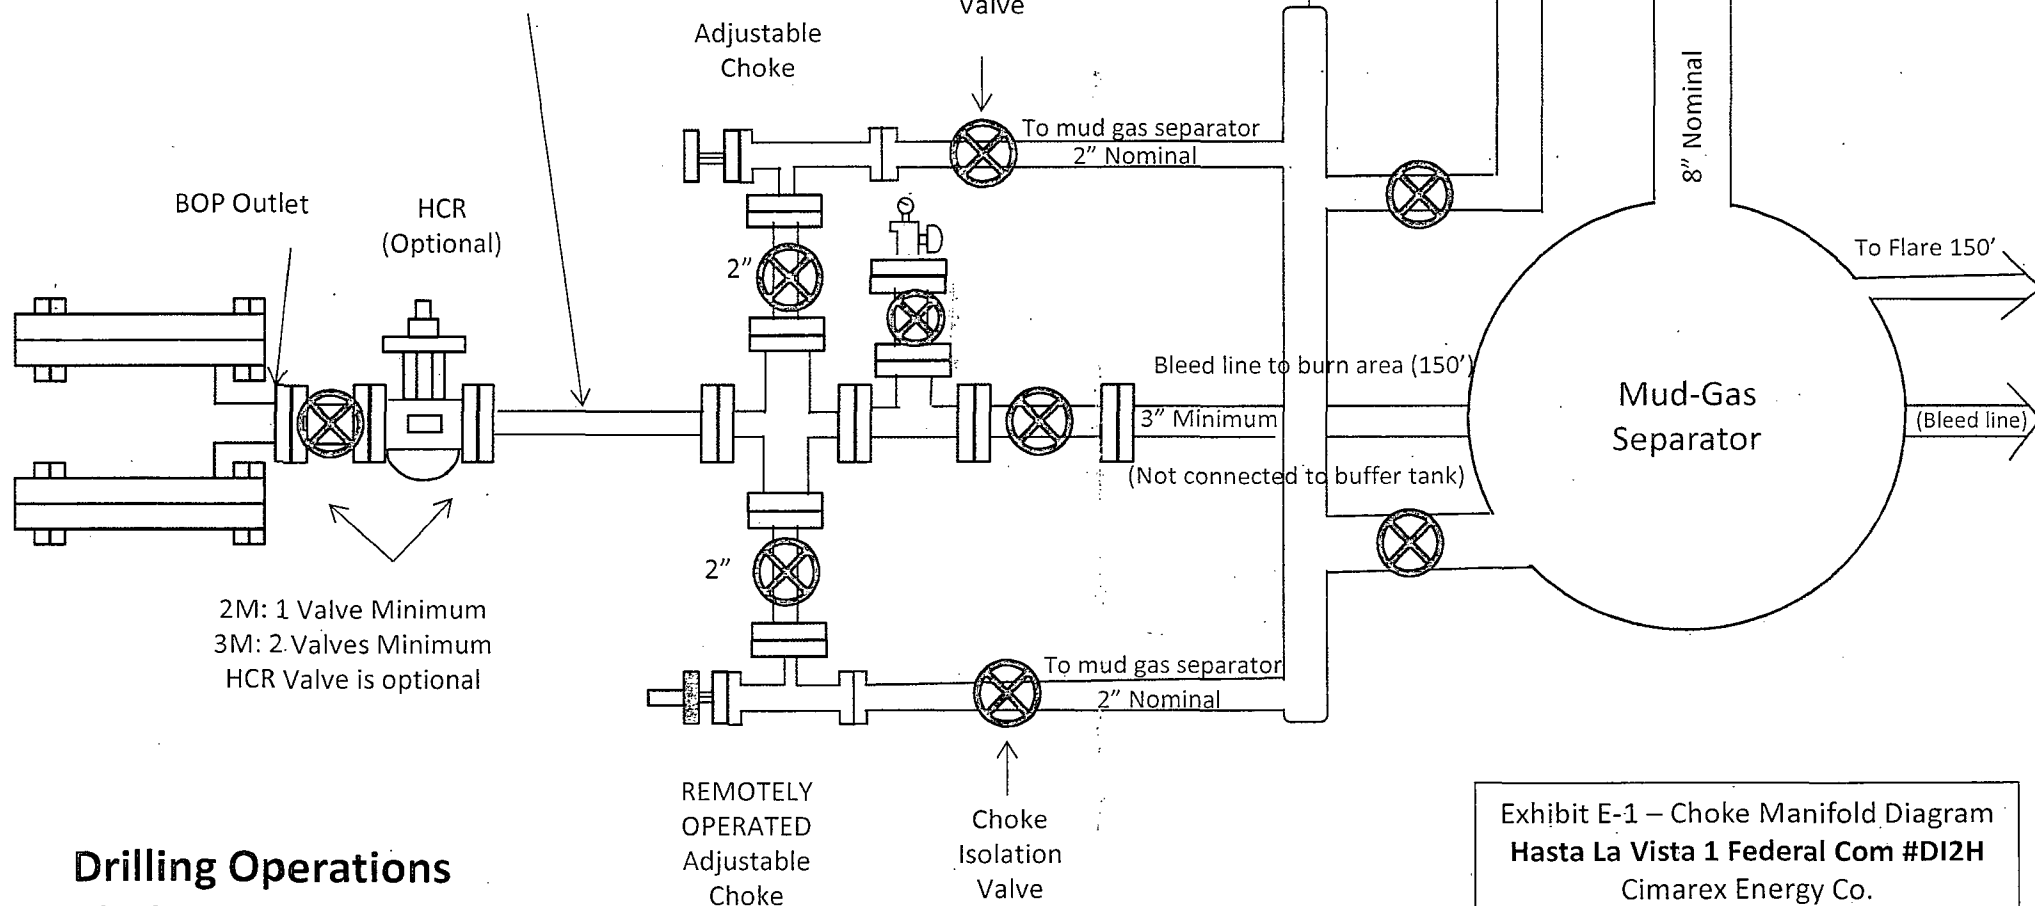 Valve
Adjustable
Choke
8” Nominal
To mud gas separator
2” Nominal
BOP Outlet
HCR
(Optional)
2”
To Flare 150’
Bleed line to burn area (150’)
3” Minimum
(Not connected to buffer tank)
Mud-Gas
Separator
(Bleed line)
2”
2M: 1 Valve Minimum
3M: 2 Valves Minimum
HCR Valve is optional
To mud gas separator
2” Nominal
REMOTELY
OPERATED
Adjustable
Choke
Choke
Isolation
Valve
Drilling Operations
Exhibit E-1 – Choke Manifold Diagram
Hasta La Vista 1 Federal Com #DI2H
Cimarex Energy Co.